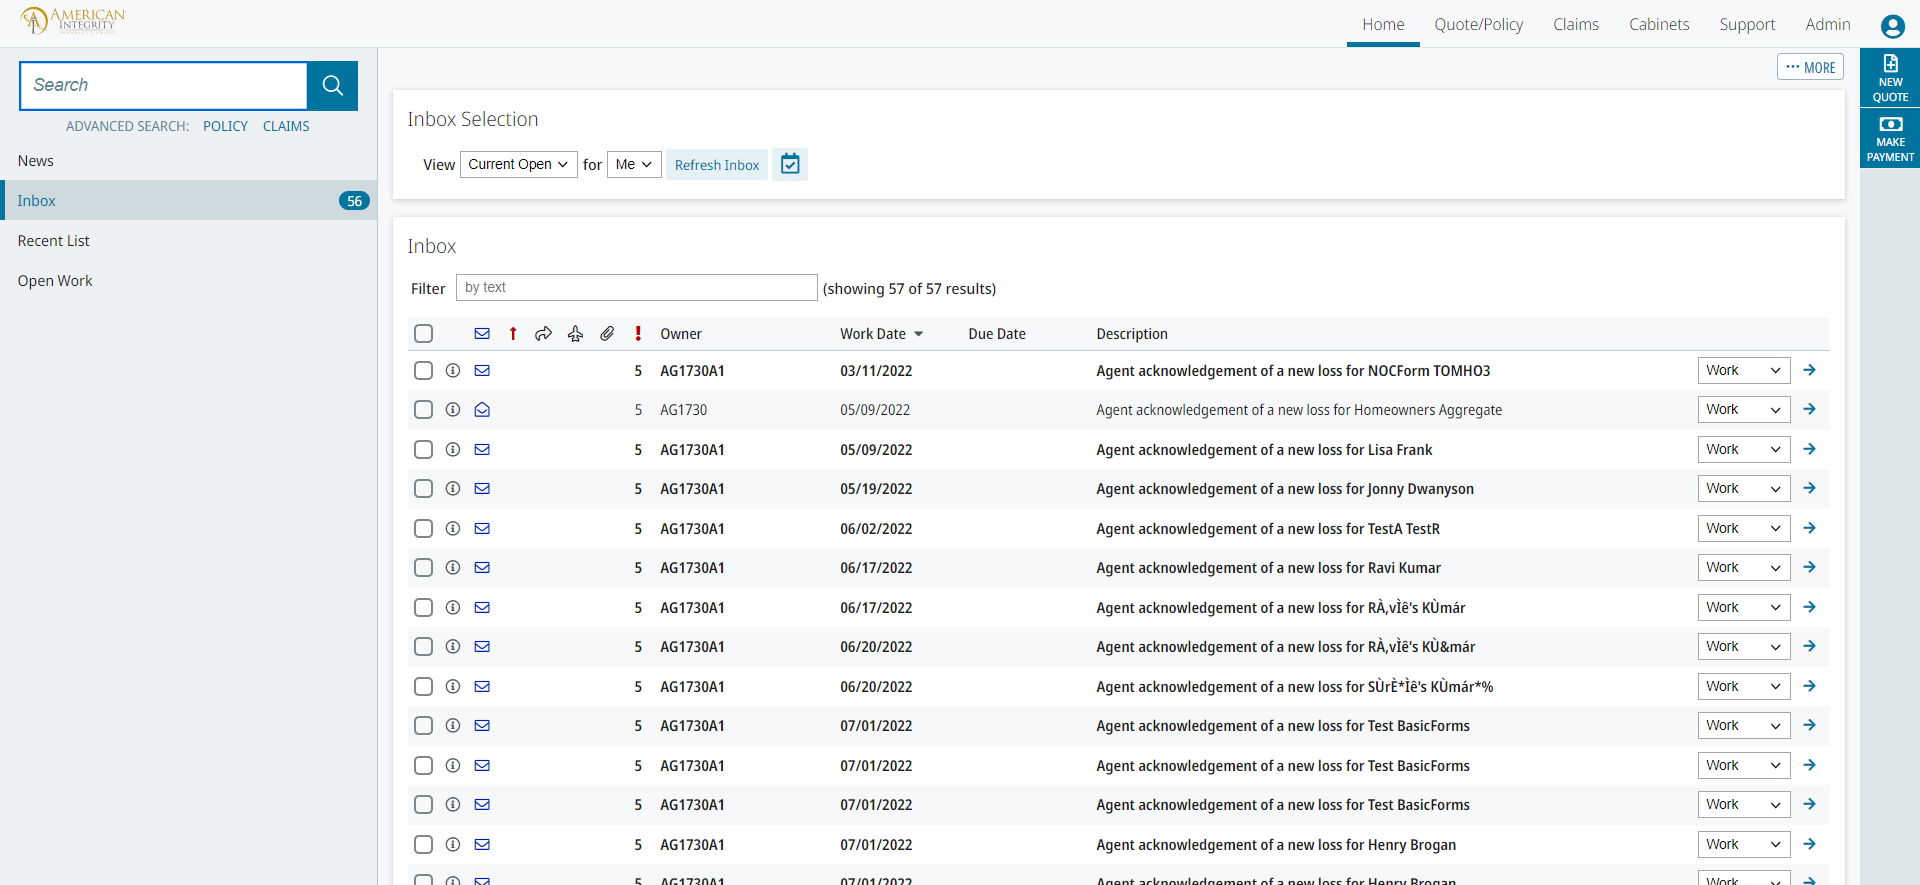 AMERICAN
INTEGRITY
INSURANCE GROUP
Home Quote/Policy Claims Cabinets Support Admin
Search
ADVANCED SEARCH: POLICY CLAIMS
News
Inbox 56
Recent List
Open Work
··· MORE
NEW QUOTE
MAKE PAYMENT
Inbox Selection
View Current Open for Me Refresh Inbox
Inbox
Filter by text (showing 57 of 57 results)
Owner Work Date Due Date Description
5 AG1730A1 03/11/2022 Agent acknowledgement of a new loss for NOCForm TOMHO3 Work
5 AG1730 05/09/2022 Agent acknowledgement of a new loss for Homeowners Aggregate Work
5 AG1730A1 05/09/2022 Agent acknowledgement of a new loss for Lisa Frank Work
5 AG1730A1 05/19/2022 Agent acknowledgement of a new loss for Jonny Dwanyson Work
5 AG1730A1 06/02/2022 Agent acknowledgement of a new loss for TestA TestR Work
5 AG1730A1 06/17/2022 Agent acknowledgement of a new loss for Ravi Kumar Work
5 AG1730A1 06/17/2022 Agent acknowledgement of a new loss for RÀ,vÌê's KÙmár Work
5 AG1730A1 06/20/2022 Agent acknowledgement of a new loss for RÀ,vÌê's KÙ&már Work
5 AG1730A1 06/20/2022 Agent acknowledgement of a new loss for SÙrÈ*Ìê's KÙmár*% Work
5 AG1730A1 07/01/2022 Agent acknowledgement of a new loss for Test BasicForms Work
5 AG1730A1 07/01/2022 Agent acknowledgement of a new loss for Test BasicForms Work
5 AG1730A1 07/01/2022 Agent acknowledgement of a new loss for Test BasicForms Work
5 AG1730A1 07/01/2022 Agent acknowledgement of a new loss for Henry Brogan Work
5 AG1730A1 07/01/2022 Agent acknowledgement of a new loss for Henry Brogan Work